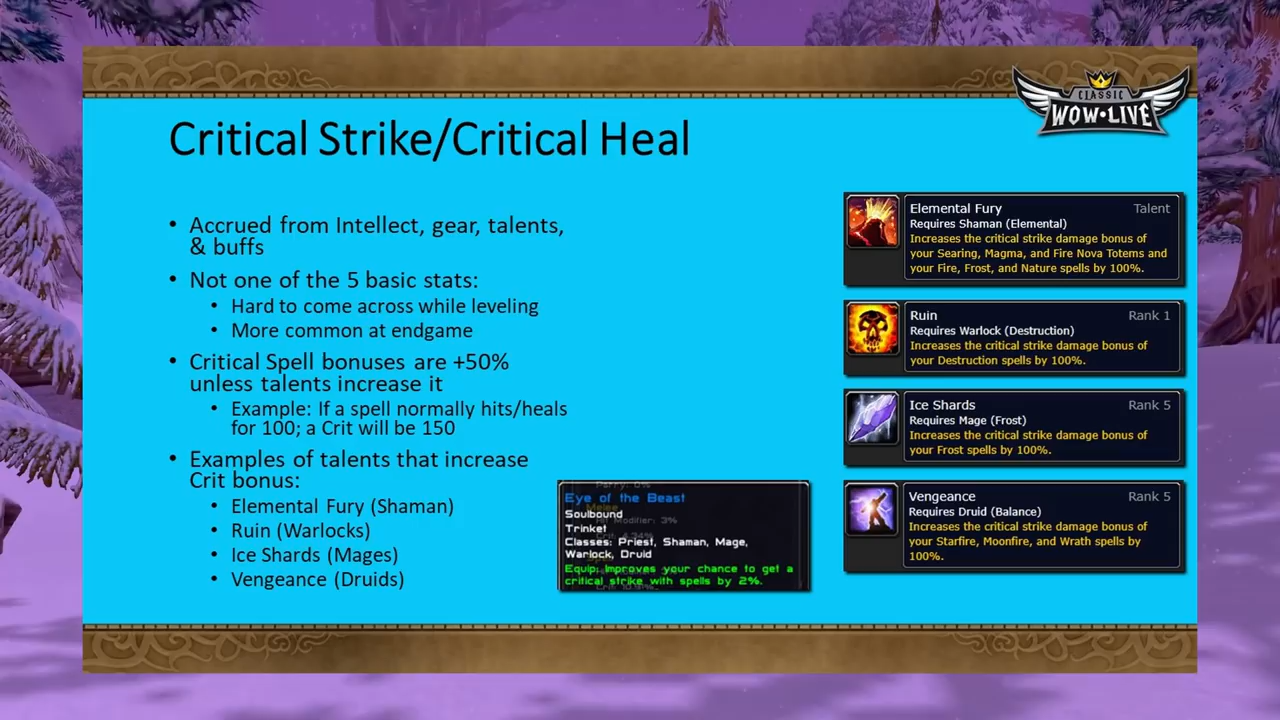 CLASSIC
WOW•LIVE
Critical Strike/Critical Heal
• Accrued from Intellect, gear, talents,
& buffs
• Not one of the 5 basic stats:
• Hard to come across while leveling
• More common at endgame
• Critical Spell bonuses are +50%
unless talents increase it
• Example: If a spell normally hits/heals
for 100; a Crit will be 150
• Examples of talents that increase
Crit bonus:
• Elemental Fury (Shaman)
• Ruin (Warlocks)
• Ice Shards (Mages)
• Vengeance (Druids)
Parry: 0%
Eye of the Beast
Melee
Soulbound
Hit Modifier: 3%
Trinket
Classes: Priest, Shaman, Mage,
Warlock, Druid
Equip: Improves your chance to get a
critical strike with spells by 2%.
Elemental Fury Talent
Requires Shaman (Elemental)
Increases the critical strike damage bonus of
your Searing, Magma, and Fire Nova Totems and
your Fire, Frost, and Nature spells by 100%.
Ruin Rank 1
Requires Warlock (Destruction)
Increases the critical strike damage bonus of
your Destruction spells by 100%.
Ice Shards Rank 5
Requires Mage (Frost)
Increases the critical strike damage bonus of
your Frost spells by 100%.
Vengeance Rank 5
Requires Druid (Balance)
Increases the critical strike damage bonus of
your Starfire, Moonfire, and Wrath spells by
100%.